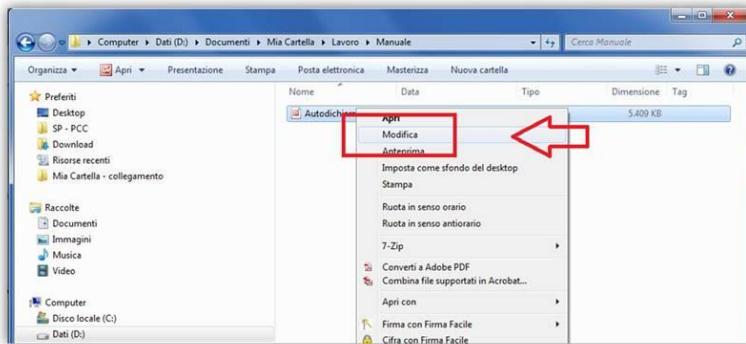 Computer ▸ Dati (D:) ▸ Documenti ▸ Mia Cartella ▸ Lavoro ▸ Manuale
Cerca Manuale
Organizza Apri Presentazione Stampa Posta elettronica Masterizza Nuova cartella
Nome Data Tipo Dimensione Tag
Preferiti
Desktop
SP - PCC
Download
Risorse recenti
Mia Cartella - collegamento
Raccolte
Documenti
Immagini
Musica
Video
Computer
Disco locale (C:)
Dati (D:)
5.409 KB
Apri
Modifica
Anteprima
Imposta come sfondo del desktop
Stampa
Ruota in senso orario
Ruota in senso antiorario
7-Zip
Converti a Adobe PDF
Combina file supportati in Acrobat...
Apri con
Firma con Firma Facile
Cifra con Firma Facile